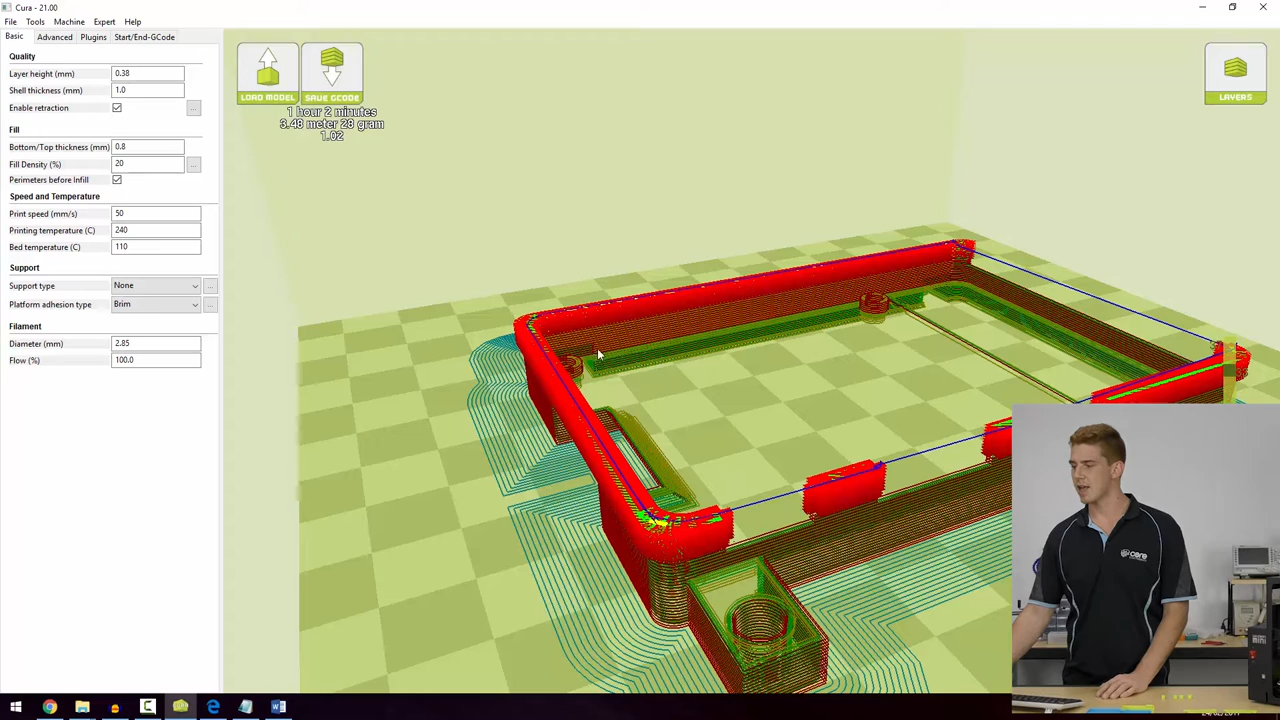 Cura - 21.00
File Tools Machine Expert Help
Basic Advanced Plugins Start/End-GCode
Quality
Layer height (mm) 0.38
Shell thickness (mm) 1.0
Enable retraction ...
Fill
Bottom/Top thickness (mm) 0.8
Fill Density (%) 20 ...
Perimeters before Infill
Speed and Temperature
Print speed (mm/s) 50
Printing temperature (C) 240
Bed temperature (C) 110
Support
Support type None ...
Platform adhesion type Brim ...
Filament
Diameter (mm) 2.85
Flow (%) 100.0
LOAD MODEL SAVE GCODE
1 hour 2 minutes
3.48 meter 28 gram
1.02
LAYERS
core
MINI